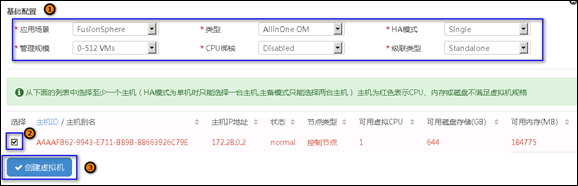 基础配置 1
* 应用场景 FusionSphere * 类型 AllInOne OM * HA模式 Single
* 管理规模 0-512 VMs * CPU绑核 Disabled * 级联类型 Standalone
从下面的列表中选择至少一个主机（HA模式为单机时只能选择一台主机,主备模式只能选择两台主机） 主机为红色表示CPU、内存或磁盘不满足虚拟机规格
选择 主机ID / 主机别名 主机IP地址 状态 节点类型 可用虚拟CPU 可用磁盘存储(GB) 可用内存(MB)
2
A4AAFB62-9943-E711-B89B-B8663926C79E 172.28.0.2 normal 控制节点 1 644 184775
创建虚拟机 3